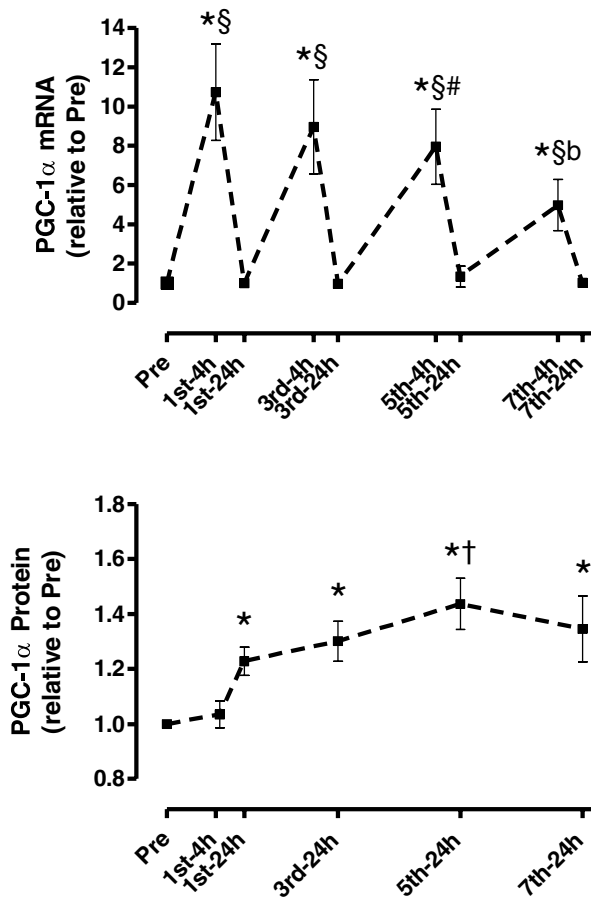 14
12
10
8
6
4
2
0
PGC-1α mRNA
(relative to Pre)
*§
*§
*§#
*§b
Pre
1st-4h
1st-24h
3rd-4h
3rd-24h
5th-4h
5th-24h
7th-4h
7th-24h
1.8
1.6
1.4
1.2
1.0
0.8
PGC-1α Protein
(relative to Pre)
*
*
*†
*
Pre
1st-4h
1st-24h
3rd-24h
5th-24h
7th-24h